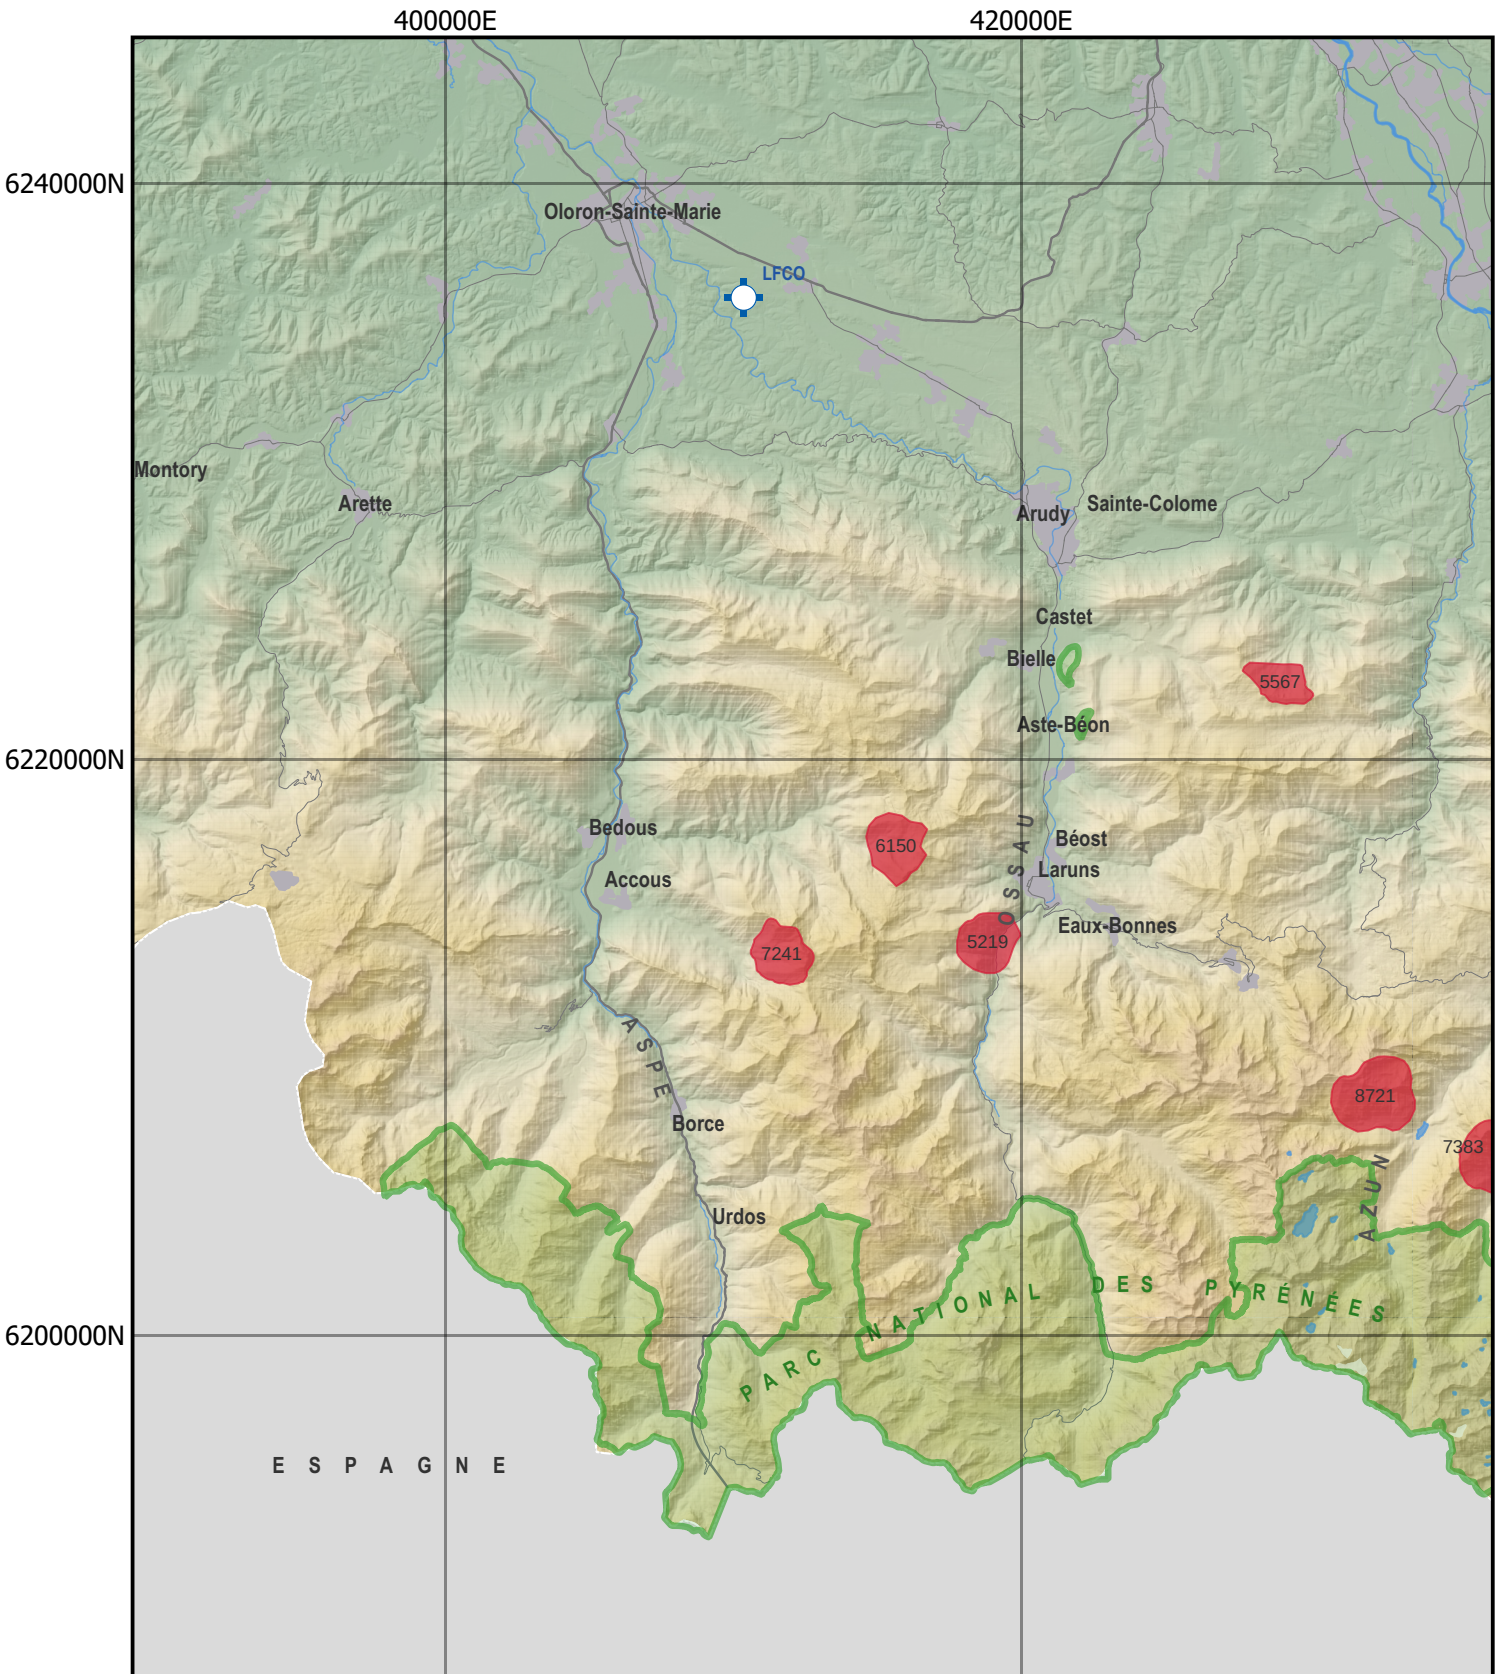 400000E
420000E
6240000N
Oloron-Sainte-Marie
LFCO
Montory
Arette
Sainte-Colome
Arudy
Castet
Bielle
5567
Aste-Béon
6220000N
Bedous
6150
Béost
Laruns
Accous
OSSAU
Eaux-Bonnes
5219
7241
ASPE
8721
Borce
7383
AZUN
Urdos
PARC NATIONAL DES PYRÉNÉES
6200000N
ESPAGNE